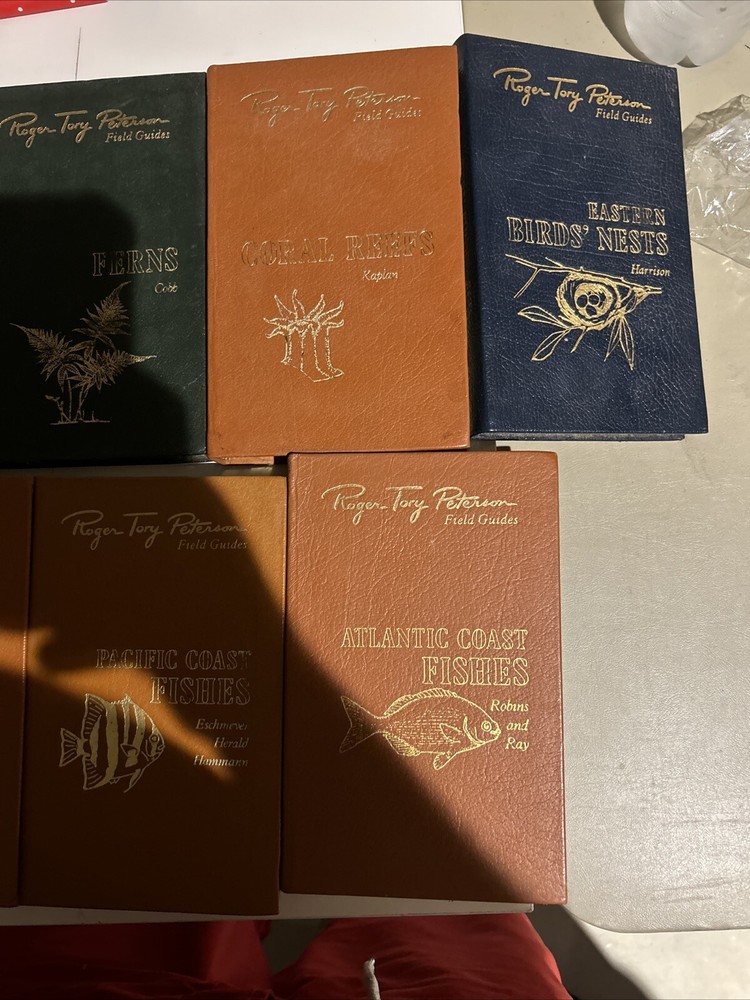 Roger Tory Peterson
Field Guides
FERNS
Cobb
Roger Tory Peterson
Field Guides
CORAL REEFS
Kaplan
Roger Tory Peterson
Field Guides
EASTERN
BIRDS' NESTS
Harrison
Roger Tory Peterson
Field Guides
PACIFIC COAST
FISHES
Eschmeyer
Herald
Hammann
Roger Tory Peterson
Field Guides
ATLANTIC COAST
FISHES
Robins
and
Ray